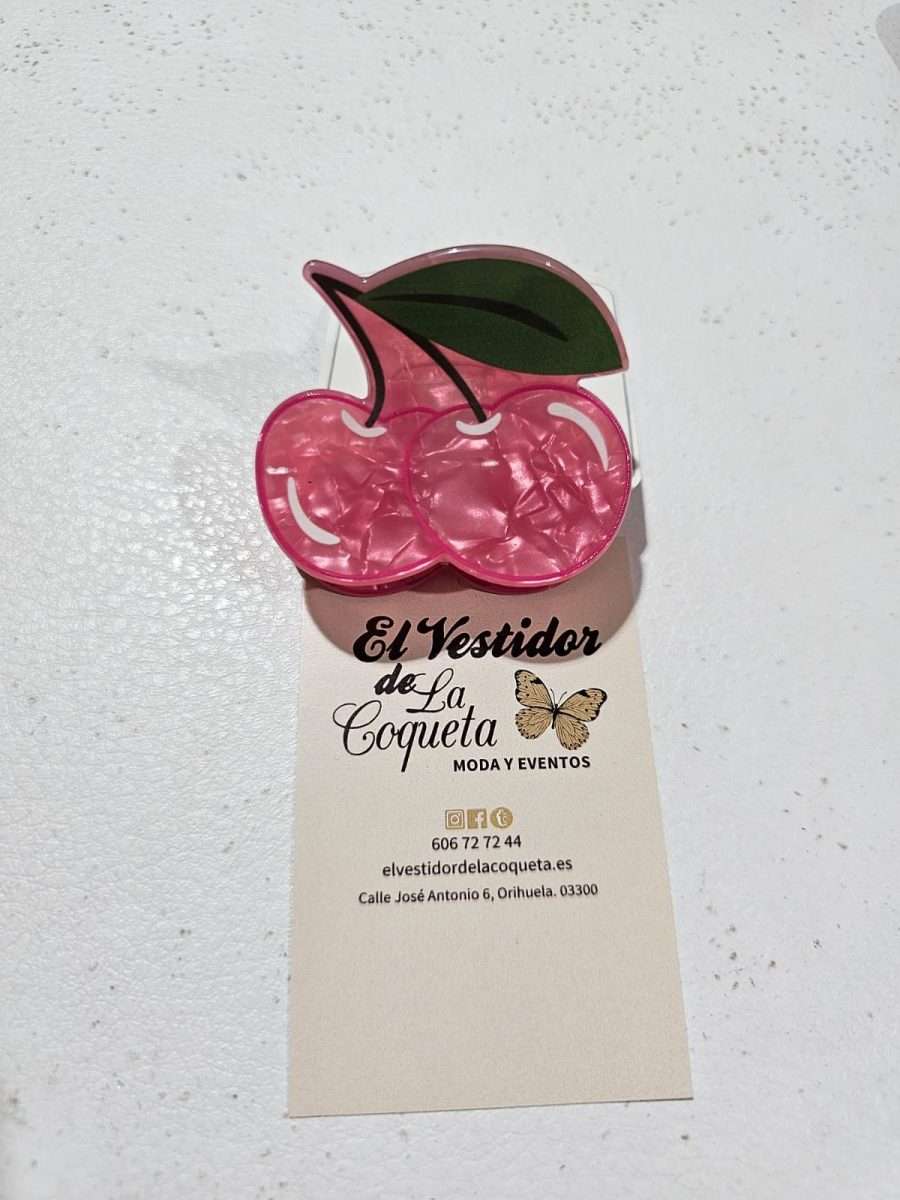 El Vestidor
de La
Coqueta
MODA Y EVENTOS
606 72 72 44
elvestidordelacoqueta.es
Calle José Antonio 6, Orihuela. 03300